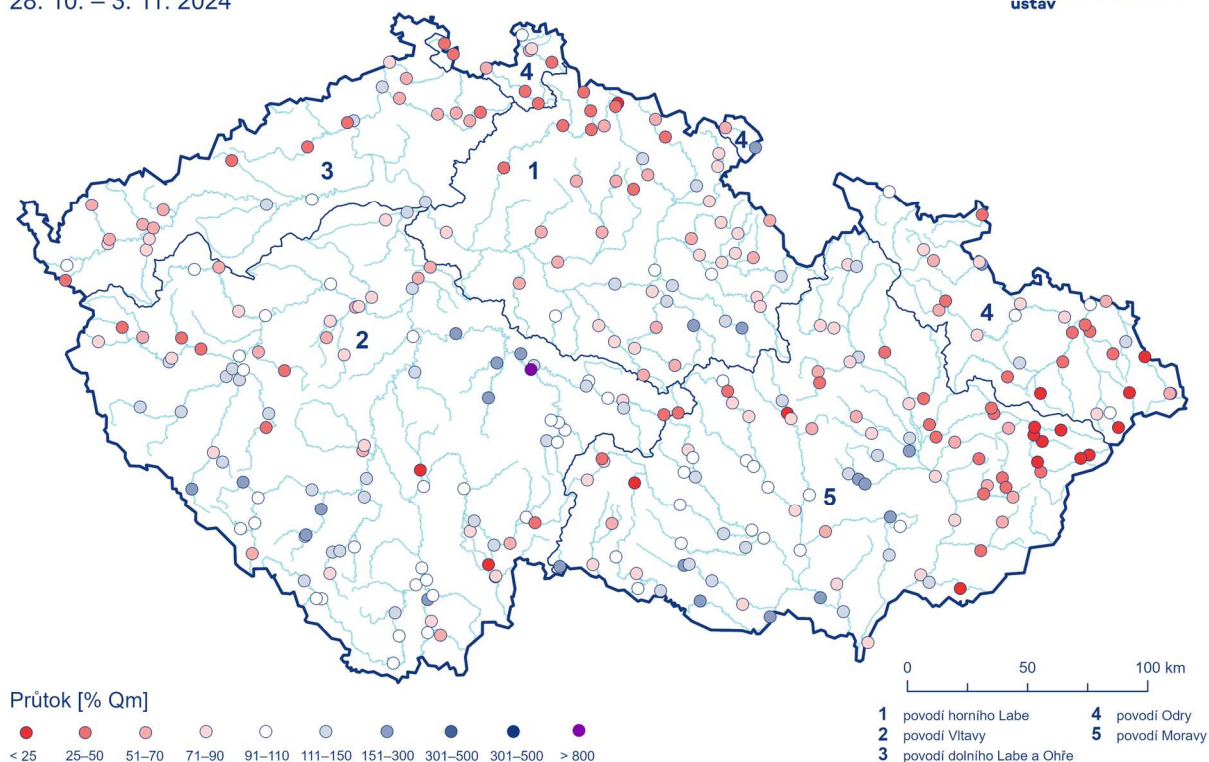 28. 10. – 3. 11. 2024
ústav
4
4
3
1
4
2
5
0 50 100 km
Průtok [% Qm]
< 25 25–50 51–70 71–90 91–110 111–150 151–300 301–500 301–500 > 800
1 povodí horního Labe
2 povodí Vltavy
3 povodí dolního Labe a Ohře
4 povodí Odry
5 povodí Moravy